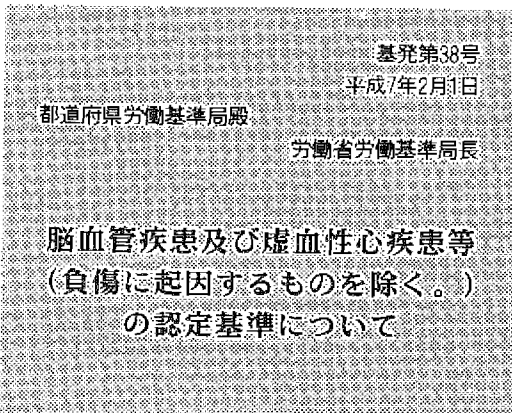 基発第38号
平成7年2月1日
都道府県労働基準局殿
労働省労働基準局長
脳血管疾患及び虚血性心疾患等
(負傷に起因するものを除く。)
の認定基準について